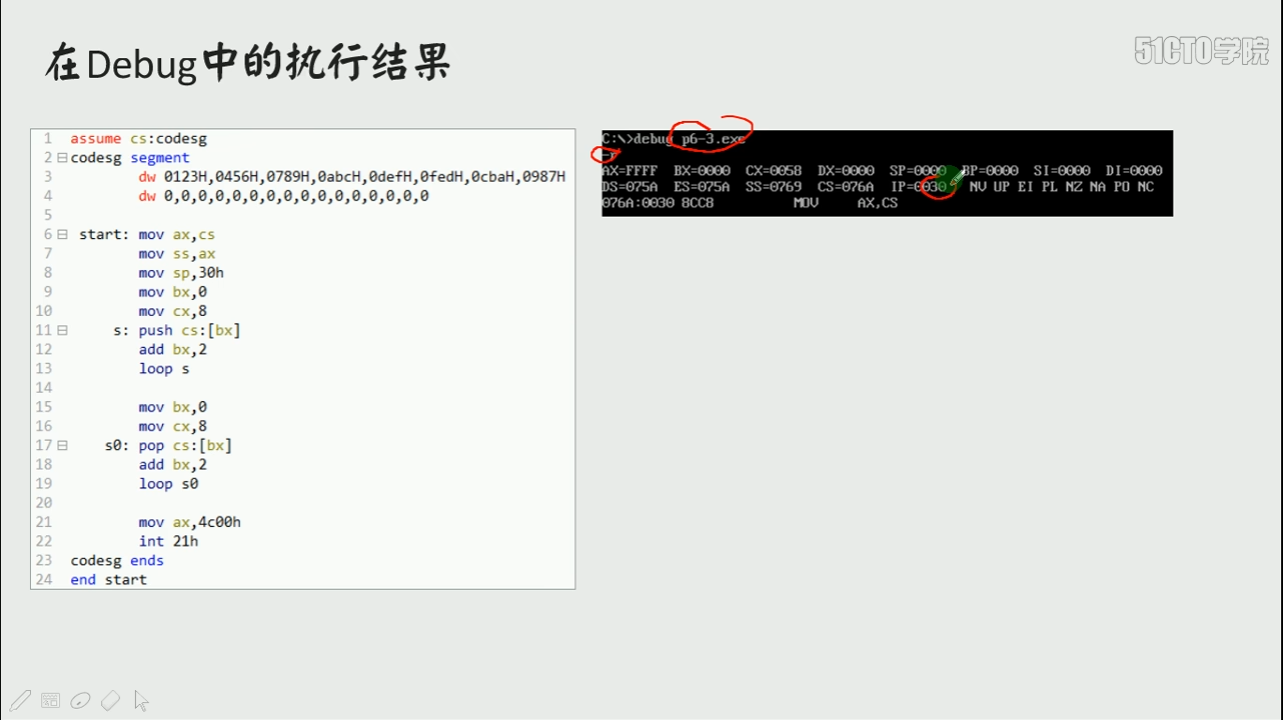 在Debug中的执行结果
51CTO学院
1 assume cs:codesg
2 codesg segment
3 dw 0123H,0456H,0789H,0abcH,0defH,0fedH,0cbaH,0987H
4 dw 0,0,0,0,0,0,0,0,0,0,0,0,0,0,0,0
5
6 start: mov ax,cs
7 mov ss,ax
8 mov sp,30h
9 mov bx,0
10 mov cx,8
11 s: push cs:[bx]
12 add bx,2
13 loop s
14
15 mov bx,0
16 mov cx,8
17 s0: pop cs:[bx]
18 add bx,2
19 loop s0
20
21 mov ax,4c00h
22 int 21h
23 codesg ends
24 end start
C:\>debug p6-3.exe
-r
AX=FFFF BX=0000 CX=0058 DX=0000 SP=0000 BP=0000 SI=0000 DI=0000
DS=075A ES=075A SS=0769 CS=076A IP=0030 NV UP EI PL NZ NA PO NC
076A:0030 8CC8 MOV AX,CS